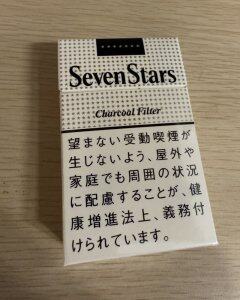 SevenStars
Charcoal Filter
望まない受動喫煙が
生じないよう、屋外や
家庭でも周囲の状況
に配慮することが、健
康増進法上、義務付
けられています。